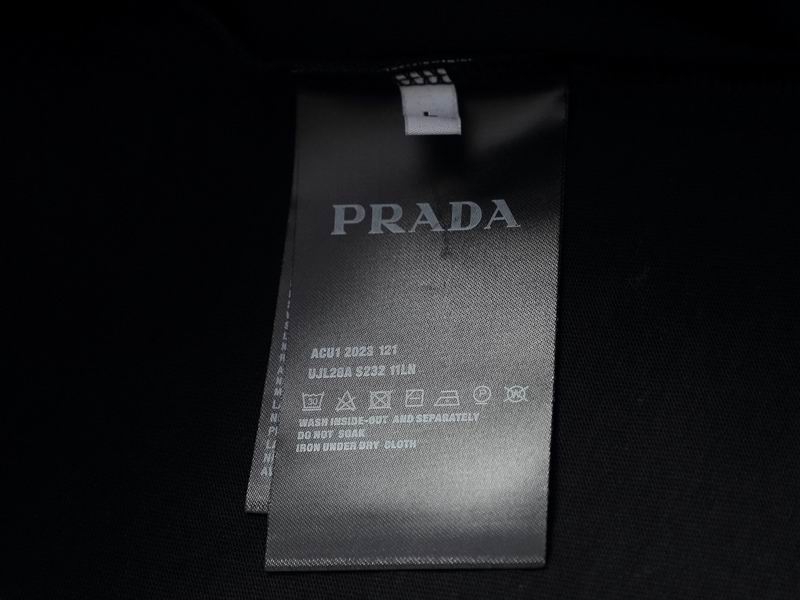 L
PRADA
ACU1 2023 121
UJL28A S232 11LN
30
P
W
WASH INSIDE-OUT AND SEPARATELY
DO NOT SOAK
IRON UNDER DRY CLOTH